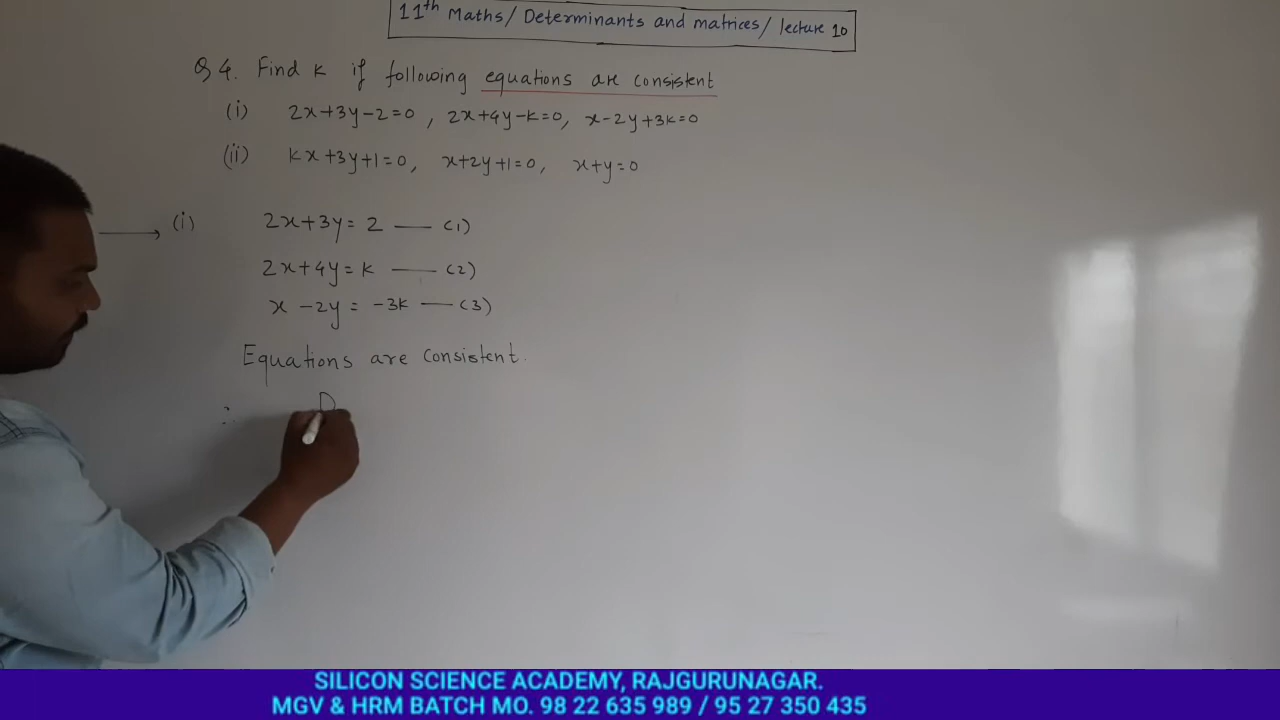 11th Maths/ Determinants and matrices/ lecture 10
Q 4. Find k if following equations are consistent
(i) 2x+3y-2=0, 2x+4y-k=0, x-2y+3k=0
(ii) kx+3y+1=0, x+2y+1=0, x+y=0
(i) 2x+3y= 2 —— (1)
2x+4y= k —— (2)
x -2y = -3k —— (3)
Equations are consistent.
∴ D
SILICON SCIENCE ACADEMY, RAJGURUNAGAR.
MGV & HRM BATCH MO. 98 22 635 989 / 95 27 350 435